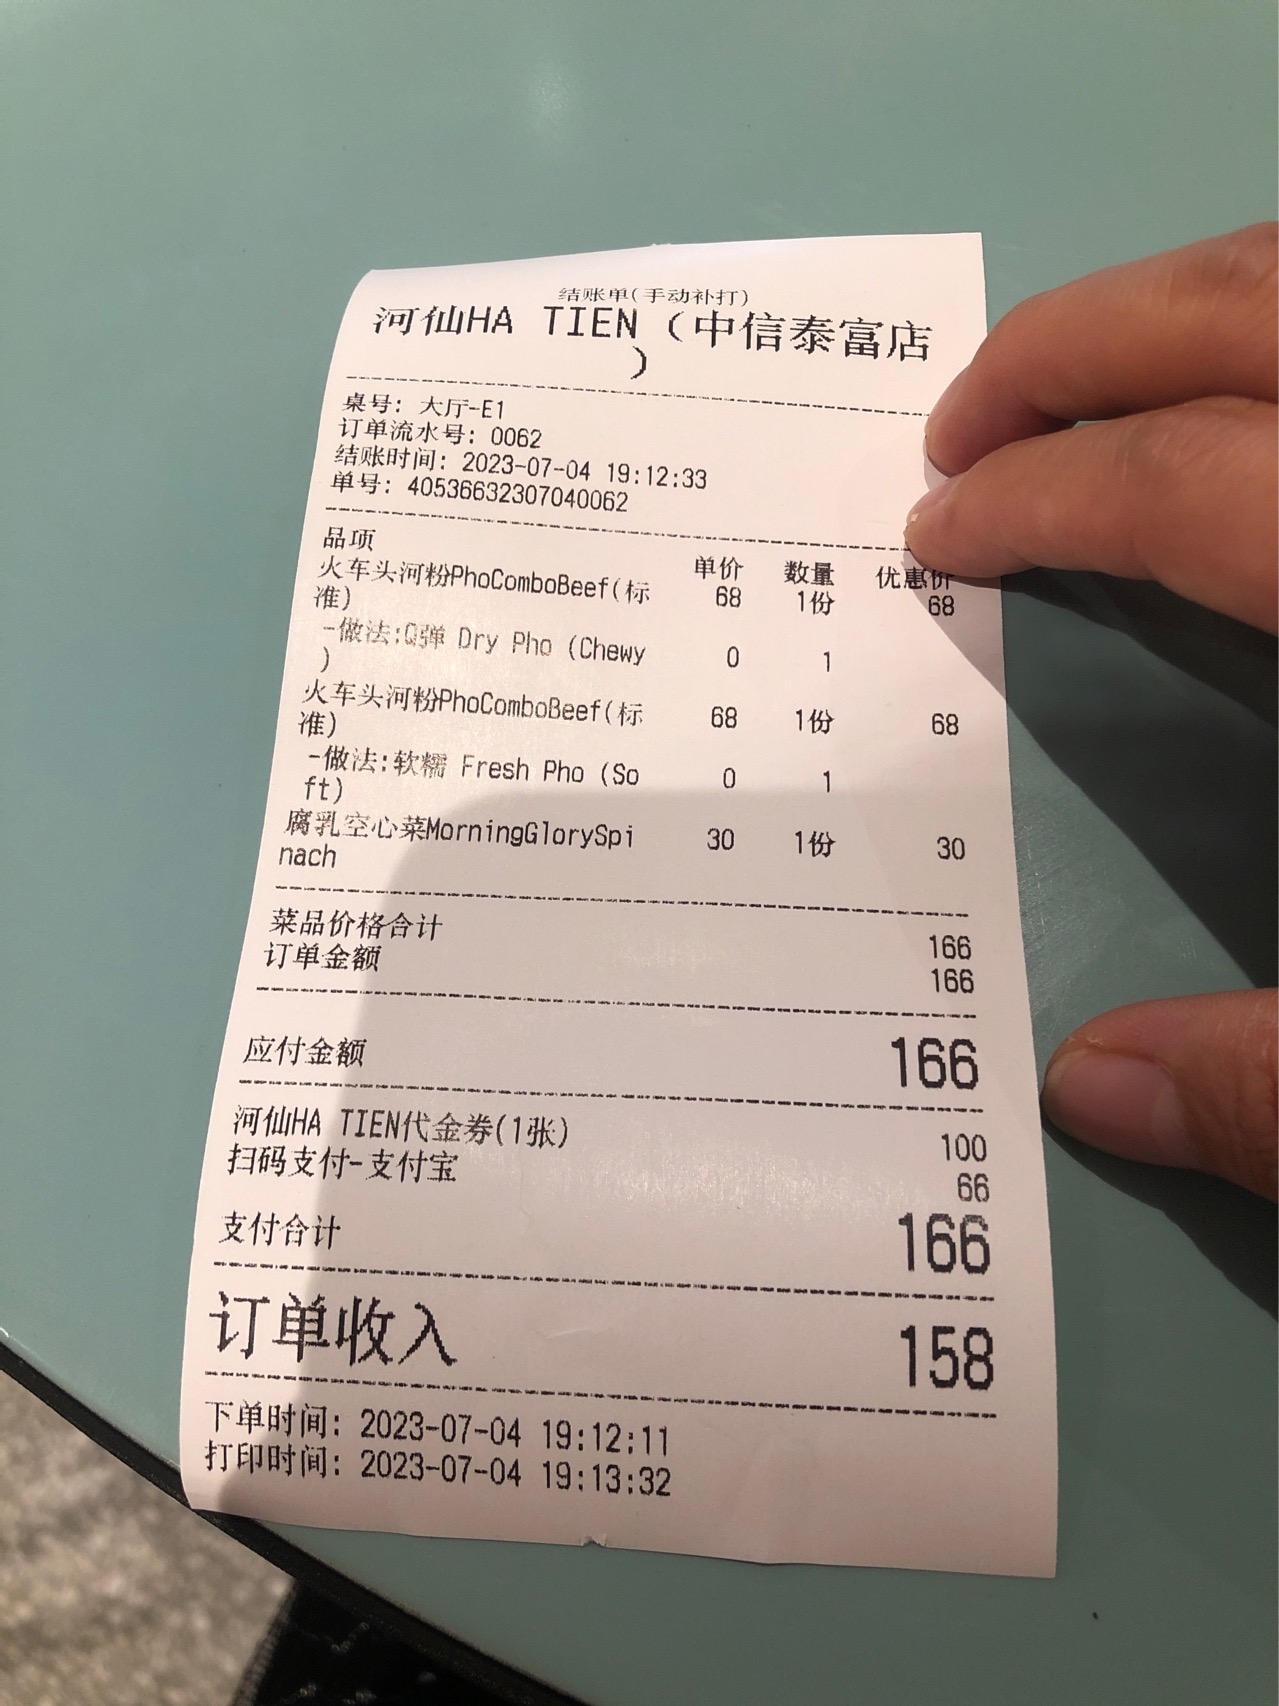 结账单(手动补打)
河仙HA TIEN（中信泰富店
）
桌号: 大厅-E1
订单流水号: 0062
结账时间: 2023-07-04 19:12:33
单号: 40536632307040062
品项 单价 数量 优惠价
火车头河粉PhoComboBeef(标 68 1份 68
准)
-做法:Q弹 Dry Pho (Chewy 0 1
)
火车头河粉PhoComboBeef(标 68 1份 68
准)
-做法:软糯 Fresh Pho (So 0 1
ft)
腐乳空心菜MorningGlorySpi 30 1份 30
nach
菜品价格合计 166
订单金额 166
应付金额 166
河仙HA TIEN代金券(1张) 100
扫码支付-支付宝 66
支付合计 166
订单收入 158
下单时间: 2023-07-04 19:12:11
打印时间: 2023-07-04 19:13:32